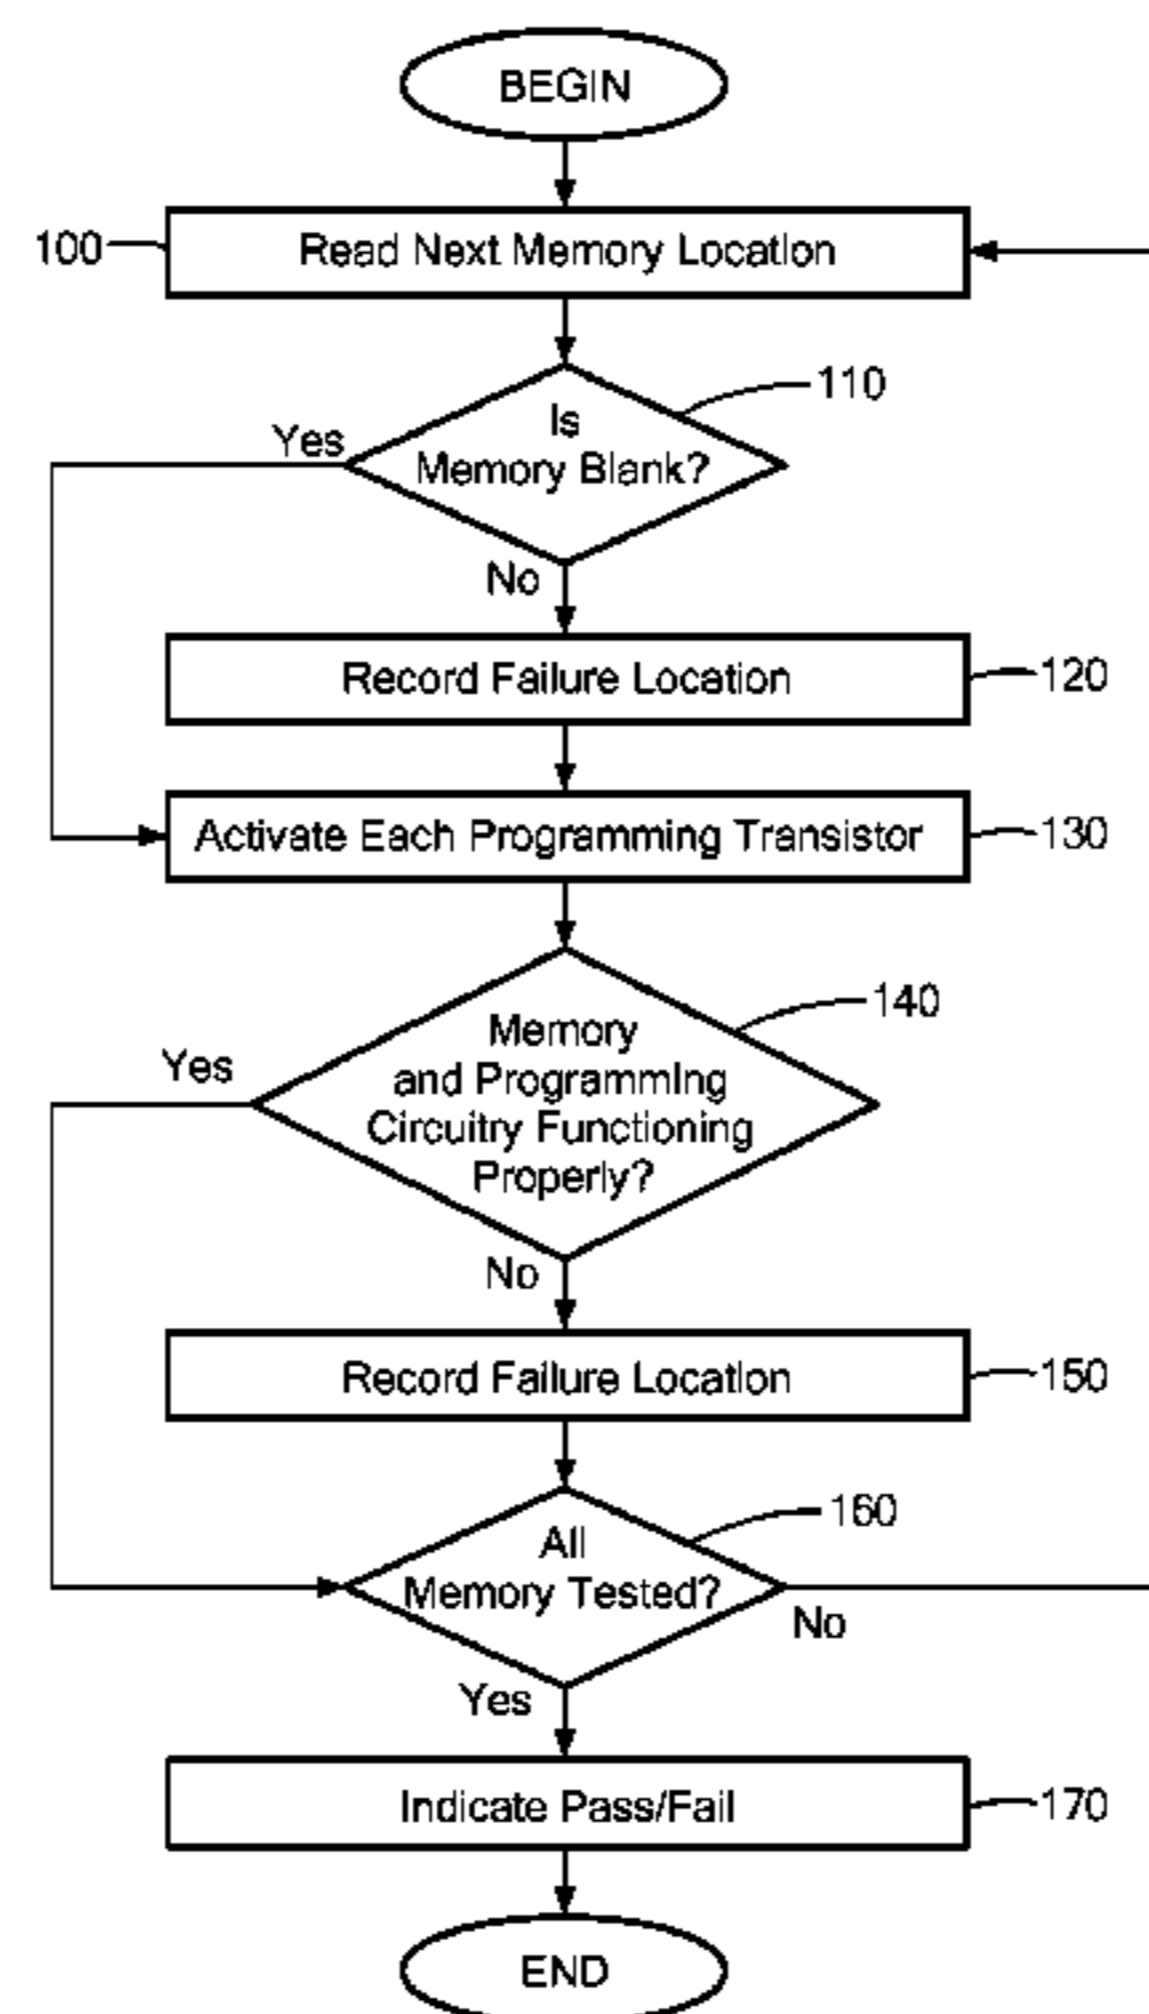 BEGIN
100
Read Next Memory Location
110
Is
Memory Blank?
Yes
No
Record Failure Location
120
Activate Each Programming Transistor
130
140
Memory
and Programming
Circuitry Functioning
Properly?
Yes
No
Record Failure Location
150
160
All
Memory Tested?
No
Yes
Indicate Pass/Fail
170
END